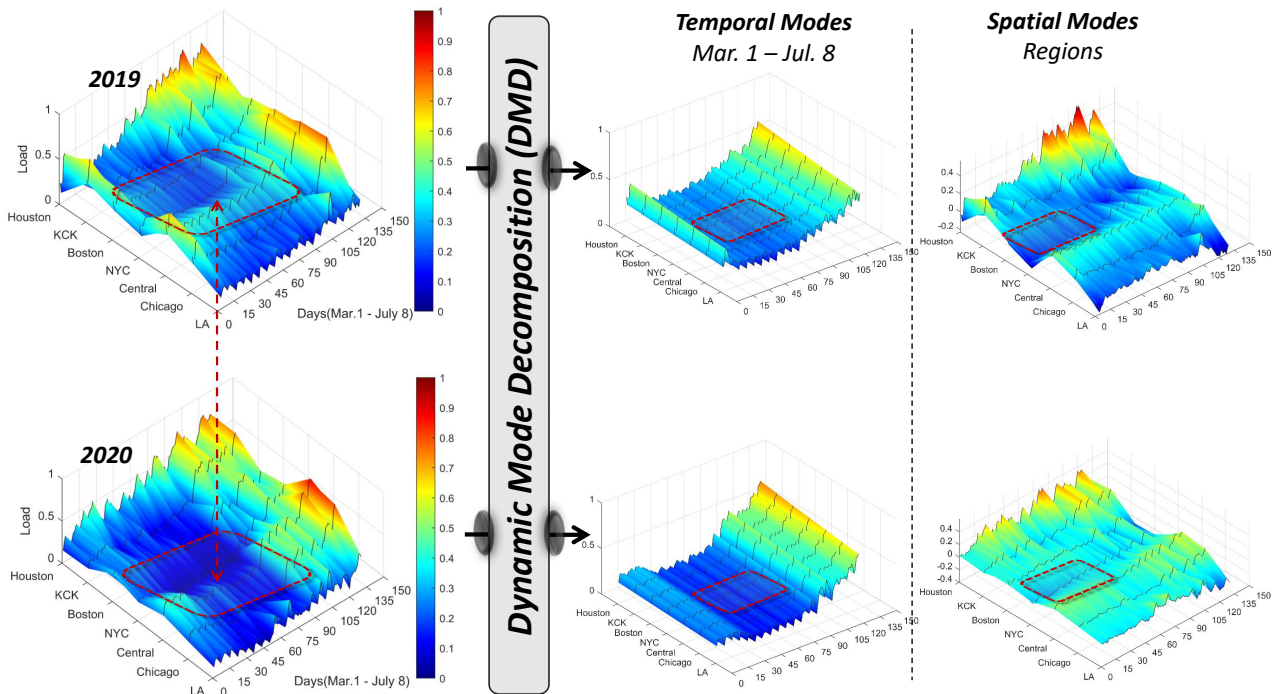 Temporal Modes
Mar. 1 – Jul. 8
Spatial Modes
Regions
2019
1
0.5
0
Load
Houston
KCK
Boston
NYC
Central
Chicago
LA
0
15
30
45
60
75
90
105
120
135
150
Days(Mar.1 - July 8)
1
0.9
0.8
0.7
0.6
0.5
0.4
0.3
0.2
0.1
0
Dynamic Mode Decomposition (DMD)
1
0.5
0
Houston
KCK
Boston
NYC
Central
Chicago
LA
0
15
30
45
60
75
90
105
120
135
150
0.4
0.2
0
-0.2
Houston
KCK
Boston
NYC
Central
Chicago
LA
0
15
30
45
60
75
90
105
120
135
150
2020
1
0.5
0
Load
Houston
KCK
Boston
NYC
Central
Chicago
LA
0
15
30
45
60
75
90
105
120
135
150
Days(Mar.1 - July 8)
1
0.9
0.8
0.7
0.6
0.5
0.4
0.3
0.2
0.1
0
1
0.5
0
Houston
KCK
Boston
NYC
Central
Chicago
LA
0
15
30
45
60
75
90
105
120
135
150
0.4
0.2
0
-0.2
-0.4
Houston
KCK
Boston
NYC
Central
Chicago
LA
0
15
30
45
60
75
90
105
120
135
150